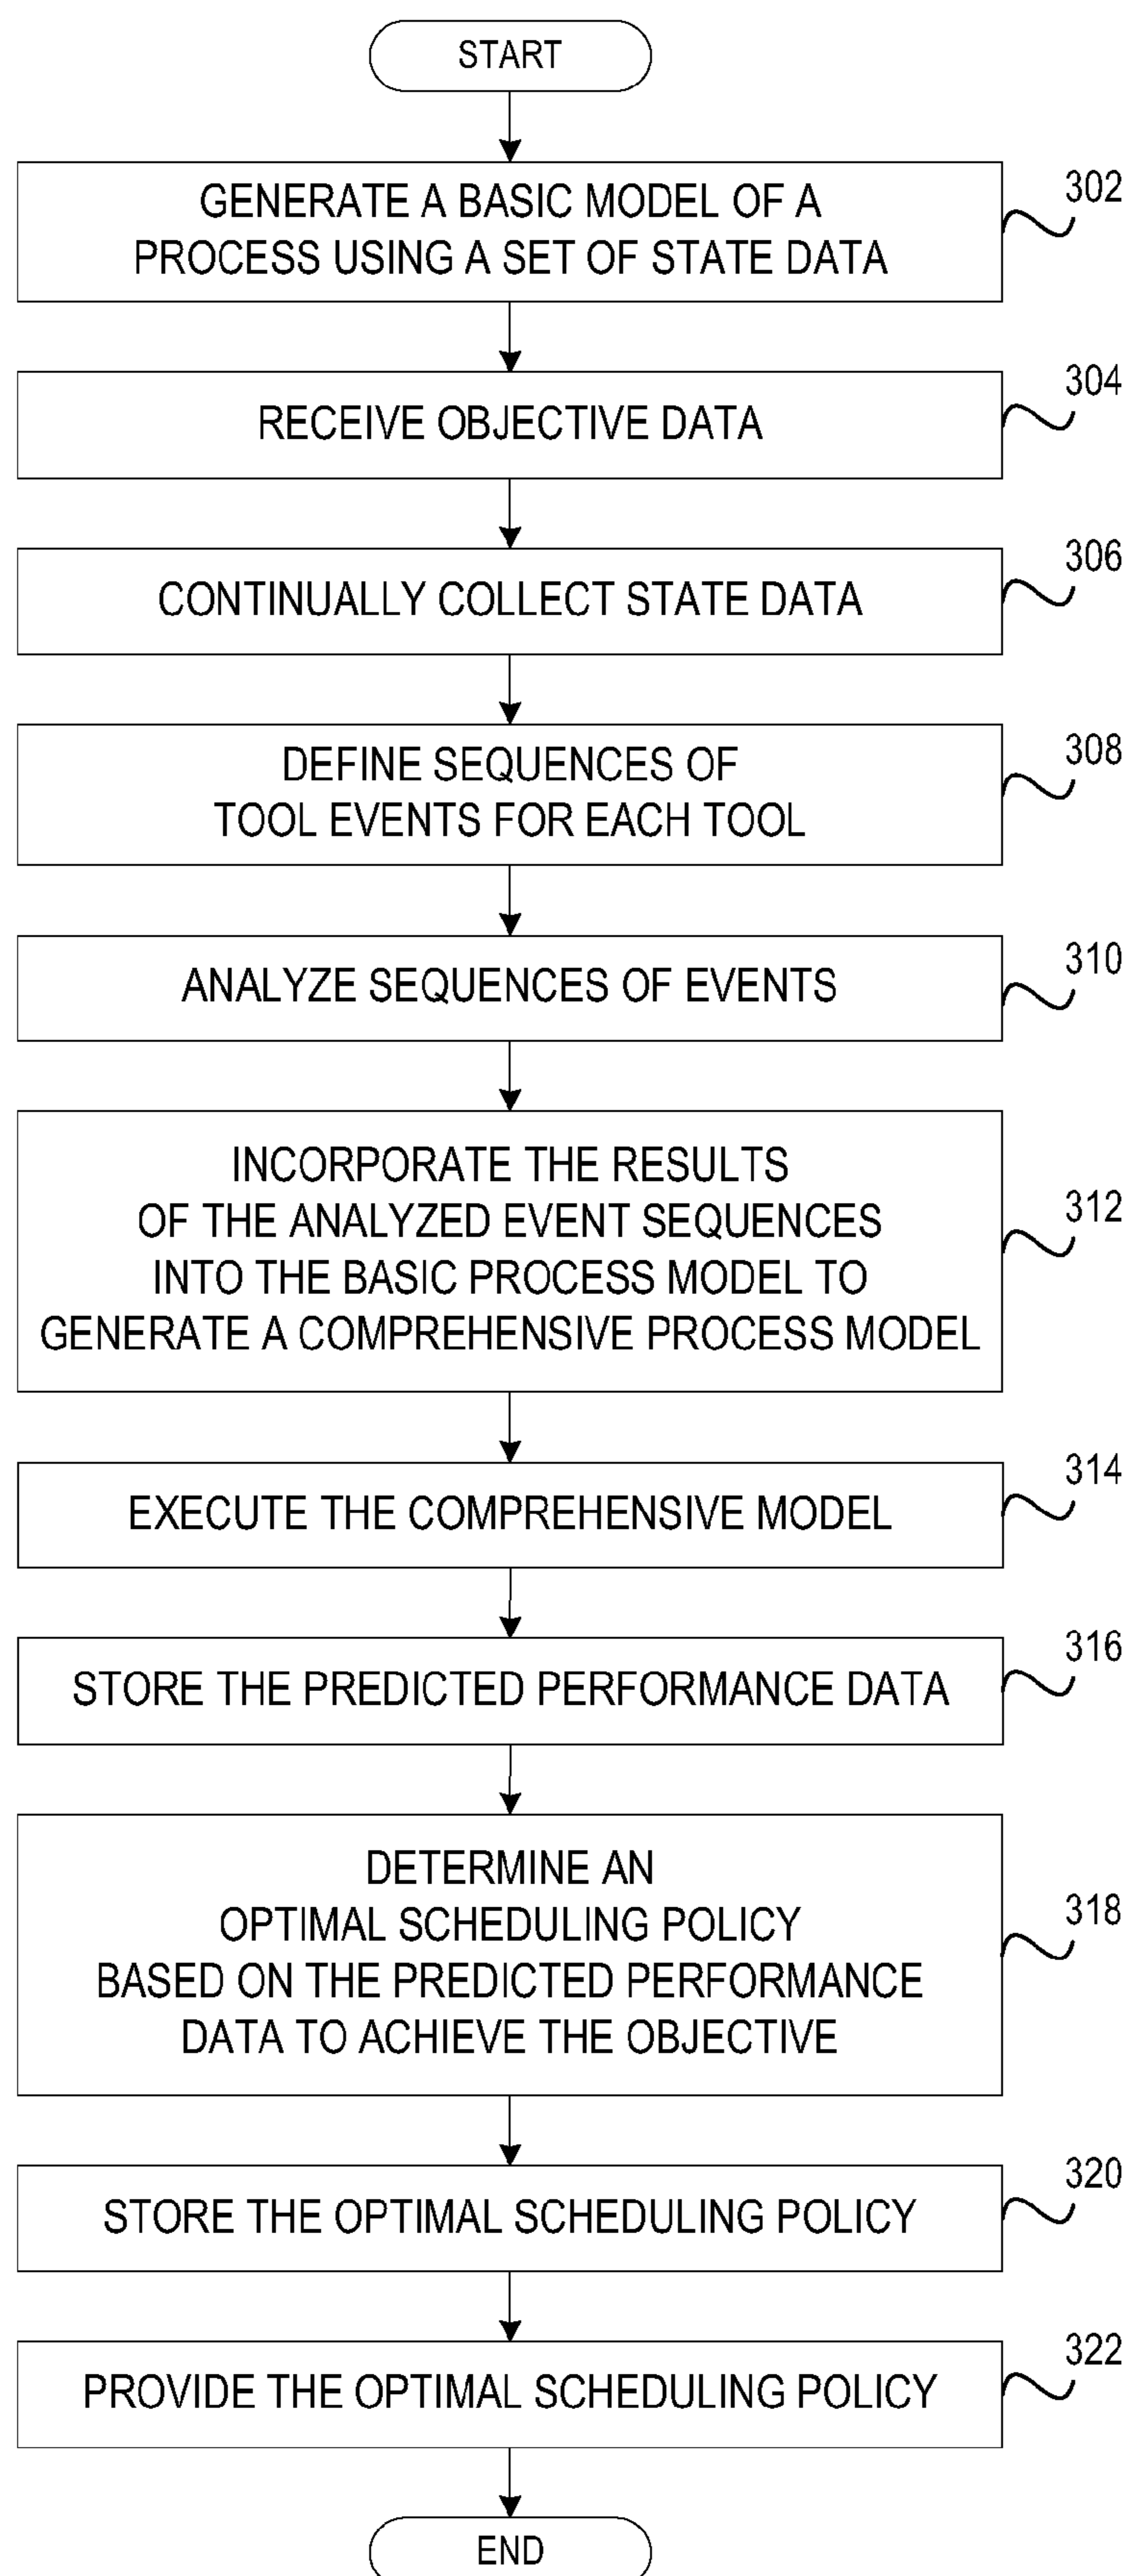 START
GENERATE A BASIC MODEL OF A
PROCESS USING A SET OF STATE DATA
302
RECEIVE OBJECTIVE DATA
304
CONTINUALLY COLLECT STATE DATA
306
DEFINE SEQUENCES OF
TOOL EVENTS FOR EACH TOOL
308
ANALYZE SEQUENCES OF EVENTS
310
INCORPORATE THE RESULTS
OF THE ANALYZED EVENT SEQUENCES
INTO THE BASIC PROCESS MODEL TO
GENERATE A COMPREHENSIVE PROCESS MODEL
312
EXECUTE THE COMPREHENSIVE MODEL
314
STORE THE PREDICTED PERFORMANCE DATA
316
DETERMINE AN
OPTIMAL SCHEDULING POLICY
BASED ON THE PREDICTED PERFORMANCE
DATA TO ACHIEVE THE OBJECTIVE
318
STORE THE OPTIMAL SCHEDULING POLICY
320
PROVIDE THE OPTIMAL SCHEDULING POLICY
322
END